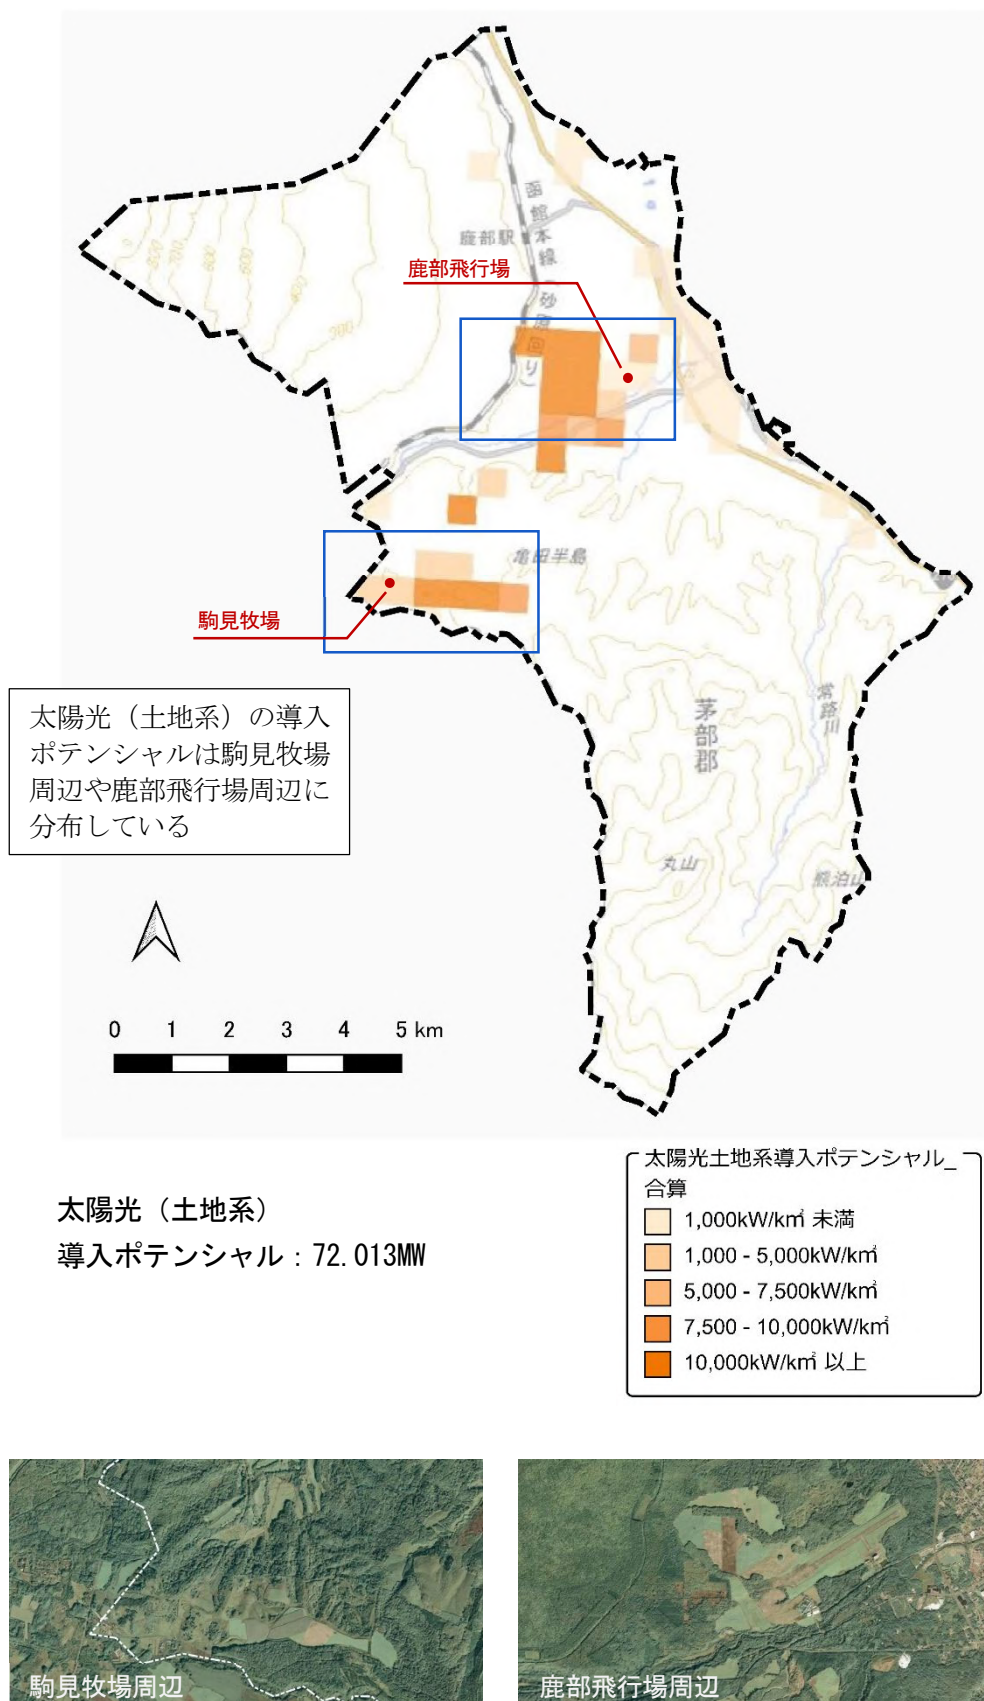 函館本線(砂原回り)
鹿部駅
鹿部飛行場
亀田半島
駒見牧場
茅部郡
常路川
丸山
熊泊山
300
太陽光（土地系）の導入
ポテンシャルは駒見牧場
周辺や鹿部飛行場周辺に
分布している
0 1 2 3 4 5 km
太陽光（土地系）
導入ポテンシャル：72.013MW
太陽光土地系導入ポテンシャル_
合算
1,000kW/k㎡ 未満
1,000 - 5,000kW/k㎡
5,000 - 7,500kW/k㎡
7,500 - 10,000kW/k㎡
10,000kW/k㎡ 以上
駒見牧場周辺
鹿部飛行場周辺